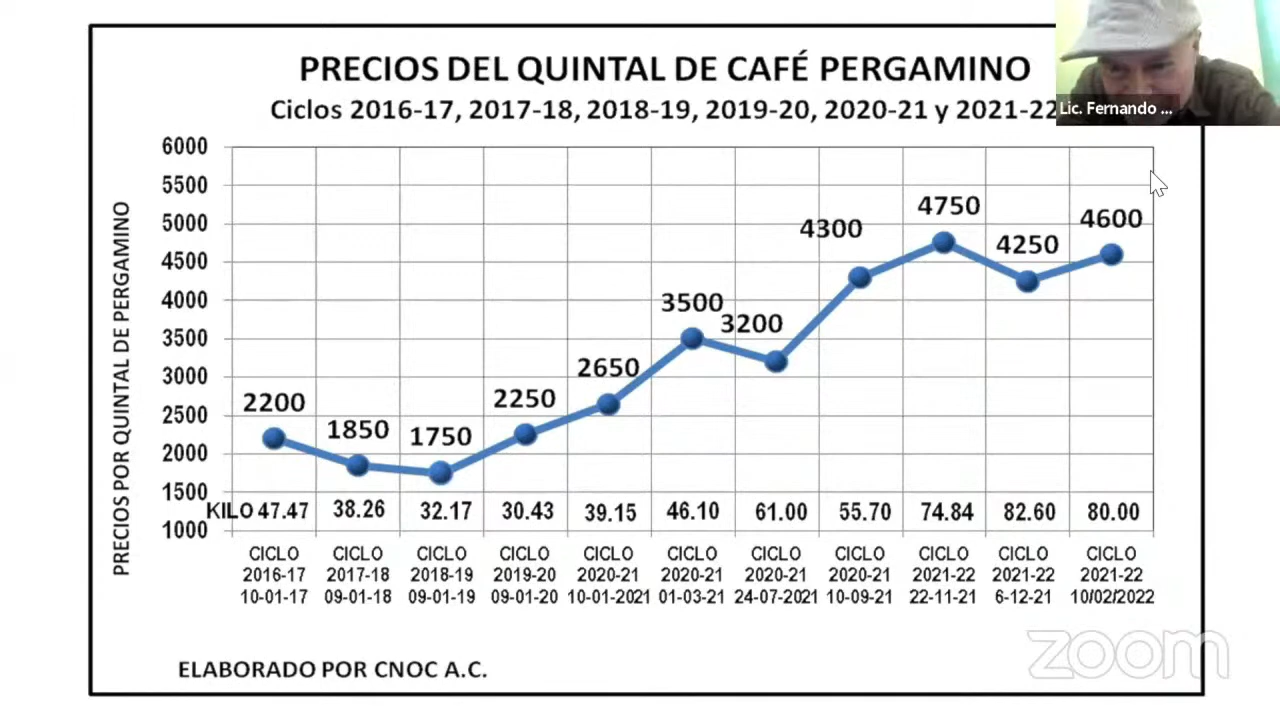 PRECIOS DEL QUINTAL DE CAFÉ PERGAMINO
Ciclos 2016-17, 2017-18, 2018-19, 2019-20, 2020-21 y 2021-22
Lic. Fernando ...
PRECIOS POR QUINTAL DE PERGAMINO
6000
5500
5000
4500
4000
3500
3000
2500
2000
1500
1000
2200
1850
1750
2250
2650
3500
3200
4300
4750
4250
4600
KILO 47.47 38.26 32.17 30.43 39.15 46.10 61.00 55.70 74.84 82.60 80.00
CICLO CICLO CICLO CICLO CICLO CICLO CICLO CICLO CICLO CICLO CICLO
2016-17 2017-18 2018-19 2019-20 2020-21 2020-21 2020-21 2020-21 2021-22 2021-22 2021-22
10-01-17 09-01-18 09-01-19 09-01-20 10-01-2021 01-03-21 24-07-2021 10-09-21 22-11-21 6-12-21 10/02/2022
ELABORADO POR CNOC A.C.
zoom